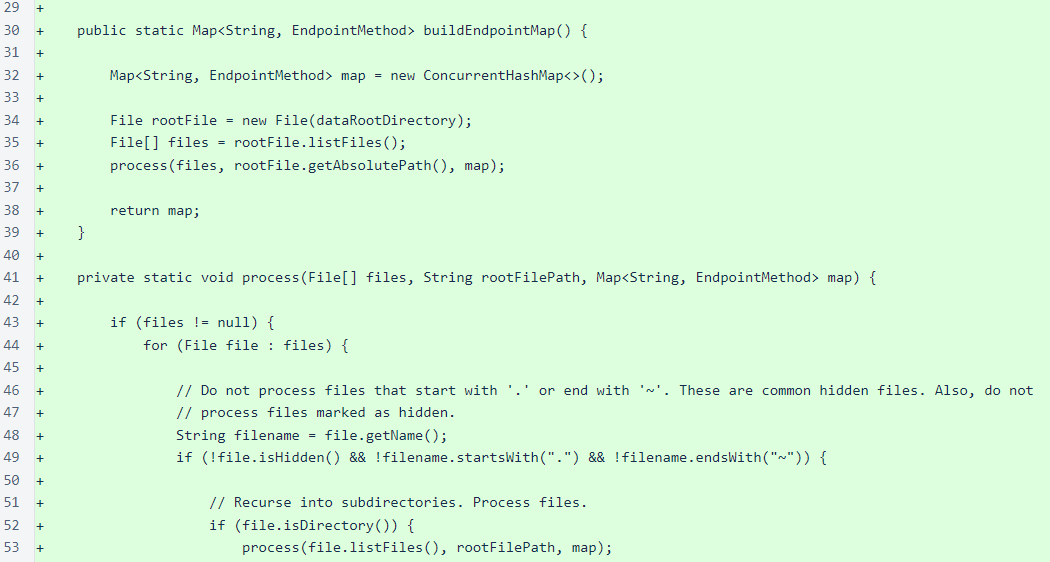 29 +
30 +     public static Map<String, EndpointMethod> buildEndpointMap() {
31 +
32 +         Map<String, EndpointMethod> map = new ConcurrentHashMap<>();
33 +
34 +         File rootFile = new File(dataRootDirectory);
35 +         File[] files = rootFile.listFiles();
36 +         process(files, rootFile.getAbsolutePath(), map);
37 +
38 +         return map;
39 +     }
40 +
41 +     private static void process(File[] files, String rootFilePath, Map<String, EndpointMethod> map) {
42 +
43 +         if (files != null) {
44 +             for (File file : files) {
45 +
46 +                 // Do not process files that start with '.' or end with '~'. These are common hidden files. Also, do not
47 +                 // process files marked as hidden.
48 +                 String filename = file.getName();
49 +                 if (!file.isHidden() && !filename.startsWith(".") && !filename.endsWith("~")) {
50 +
51 +                     // Recurse into subdirectories. Process files.
52 +                     if (file.isDirectory()) {
53 +                         process(file.listFiles(), rootFilePath, map);